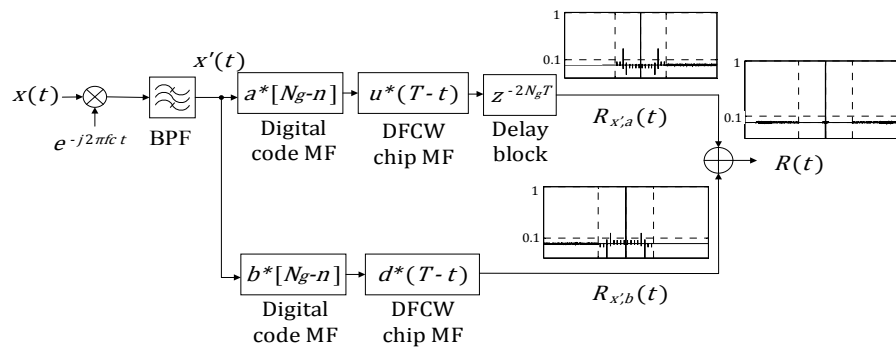 x(t)
e^{-j2πfct}
BPF
x'(t)
a*[Ng-n]
Digital
code MF
u*(T-t)
DFCW
chip MF
z^{-2NgT}
Delay
block
1
0.1
R_{x',a}(t)
b*[Ng-n]
Digital
code MF
d*(T-t)
DFCW
chip MF
1
0.1
R_{x',b}(t)
1
0.1
R(t)